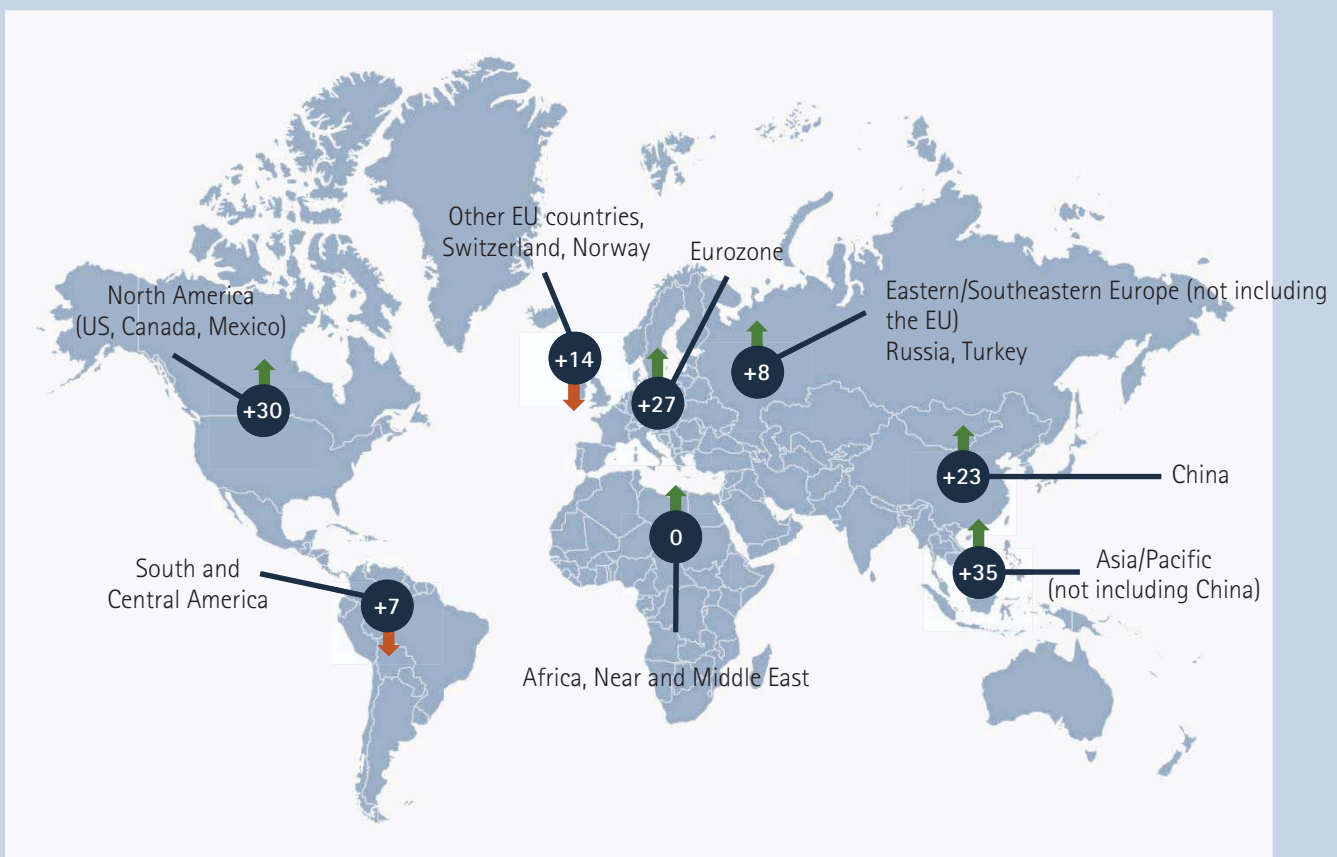 Other EU countries,
Switzerland, Norway
Eurozone
North America
(US, Canada, Mexico)
Eastern/Southeastern Europe (not including
the EU)
Russia, Turkey
+14
+8
+27
+30
+23
China
0
South and
Central America
+7
+35
Asia/Pacific
(not including China)
Africa, Near and Middle East